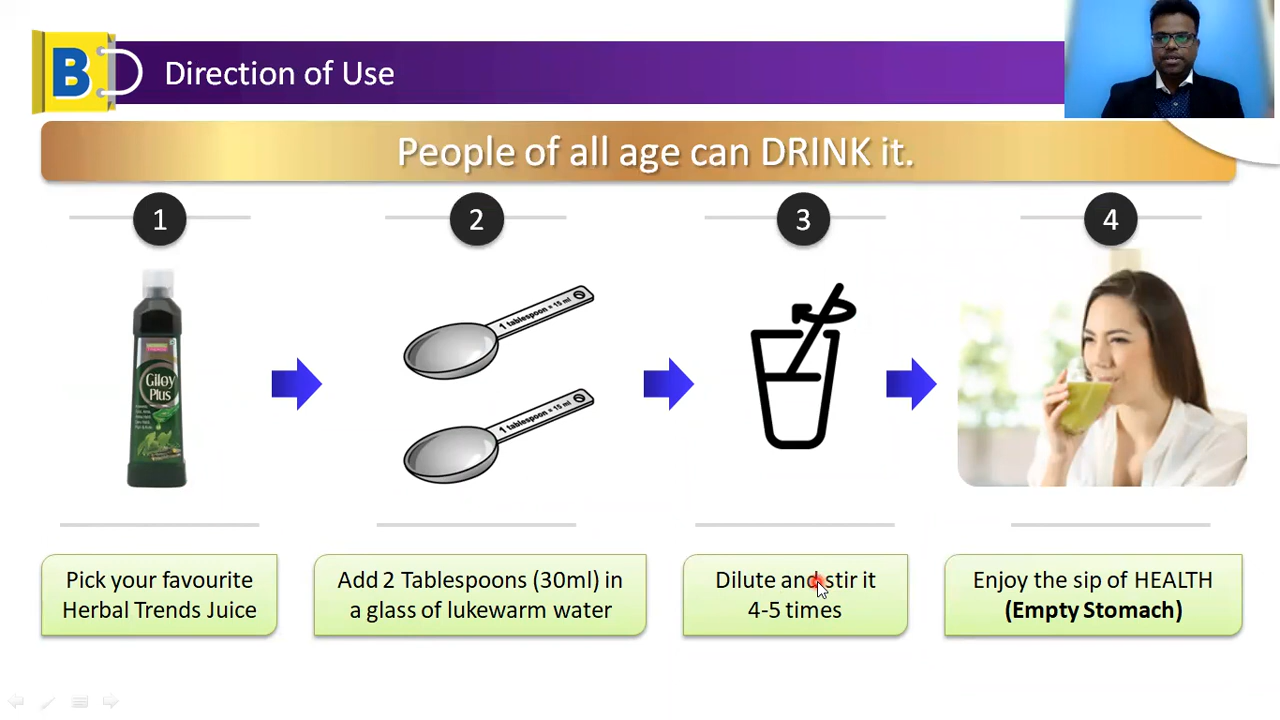 B
Direction of Use
People of all age can DRINK it.
1
2
3
4
Giloy
Plus
1 tablespoon = 15 ml
1 tablespoon = 15 ml
Pick your favourite
Herbal Trends Juice
Add 2 Tablespoons (30ml) in
a glass of lukewarm water
Dilute and stir it
4-5 times
Enjoy the sip of HEALTH
(Empty Stomach)